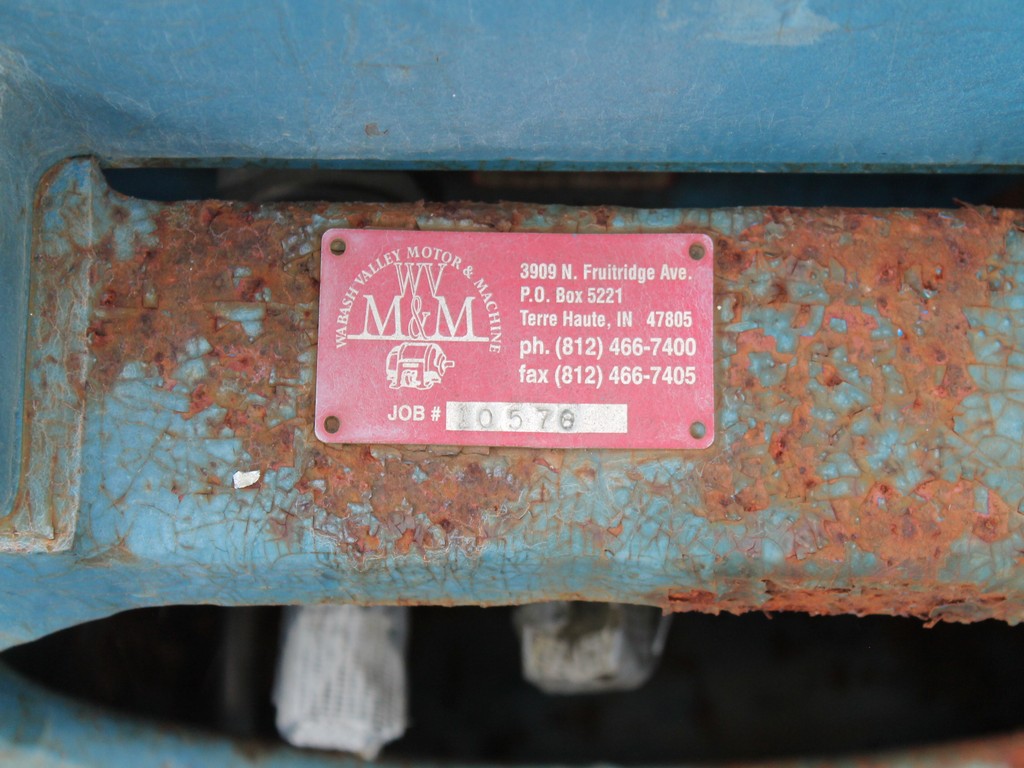 WABASH VALLEY MOTOR & MACHINE
WV
M&M
3909 N. Fruitridge Ave.
P.O. Box 5221
Terre Haute, IN 47805
ph. (812) 466-7400
fax (812) 466-7405
JOB # 10576